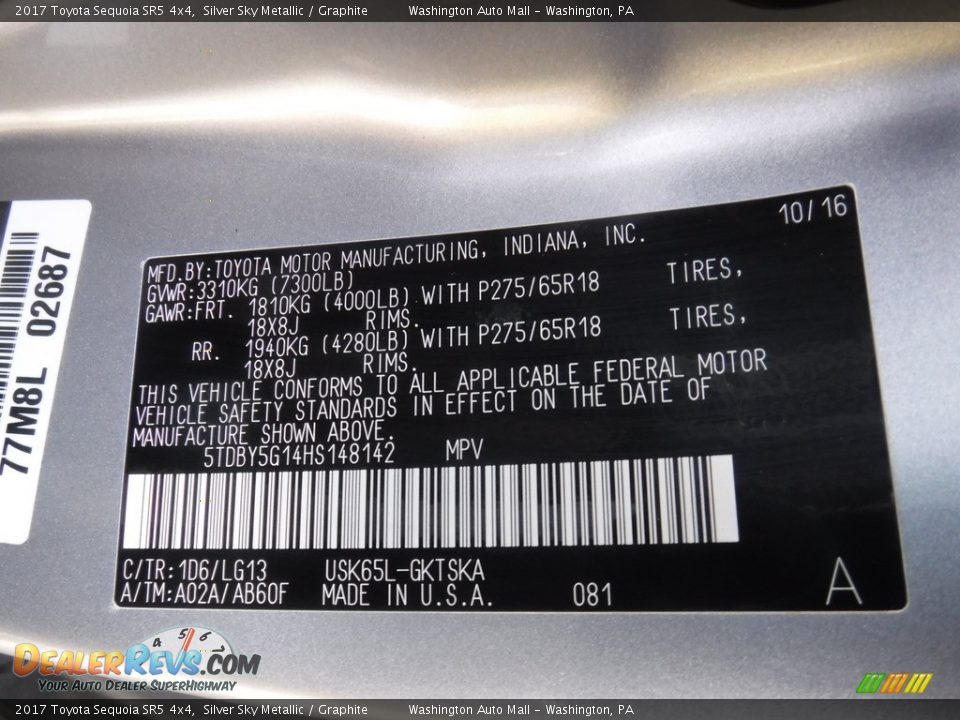 2017 Toyota Sequoia SR5 4x4, Silver Sky Metallic / Graphite Washington Auto Mall - Washington, PA
10/16
MFD.BY:TOYOTA MOTOR MANUFACTURING, INDIANA, INC.
GVWR:3310KG (7300LB)
GAWR:FRT. 1810KG (4000LB) WITH P275/65R18 TIRES,
18X8J RIMS.
RR. 1940KG (4280LB) WITH P275/65R18 TIRES,
18X8J RIMS.
THIS VEHICLE CONFORMS TO ALL APPLICABLE FEDERAL MOTOR
VEHICLE SAFETY STANDARDS IN EFFECT ON THE DATE OF
MANUFACTURE SHOWN ABOVE.
5TDBY5G14HS148142 MPV
C/TR:1D6/LG13 USK65L-GKTSKA
A/TM:A02A/AB60F MADE IN U.S.A. 081 A
77M8L 02687
4 5 6
DealerRevs.com
Your Auto Dealer SuperHighway
2017 Toyota Sequoia SR5 4x4, Silver Sky Metallic / Graphite Washington Auto Mall - Washington, PA